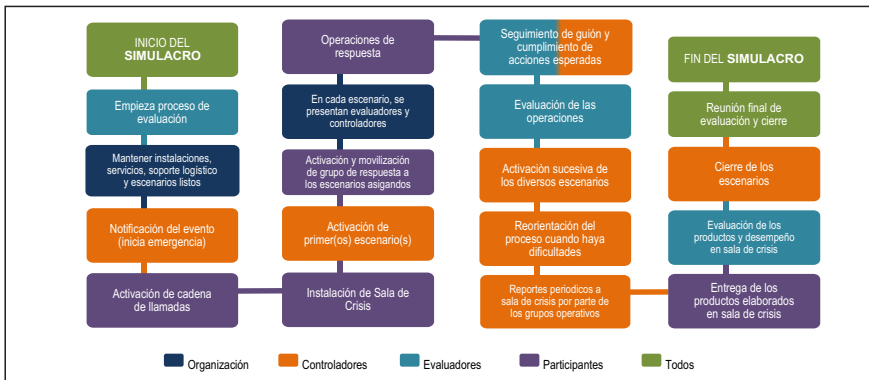 INICIO DEL
SIMULACRO
Empieza proceso de
evaluación
Mantener instalaciones,
servicios, soporte logístico
y escenarios listos
Notificación del evento
(inicia emergencia)
Activación de cadena
de llamadas
Operaciones de
respuesta
En cada escenario, se
presentan evaluadores y
controladores
Activación y movilización
de grupo de respuesta a
los escenarios asigandos
Activación de
primer(os) escenario(s)
Instalación de Sala de
Crisis
Seguimiento de guión y
cumplimiento de
acciones esperadas
Evaluación de las
operaciones
Activación sucesiva de
los diversos escenarios
Reorientación del
proceso cuando haya
dificultades
Reportes periodicos a
sala de crisis por parte de
los grupos operativos
FIN DEL SIMULACRO
Reunión final de
evaluación y cierre
Cierre de los
escenarios
Evaluación de los
productos y desempeño
en sala de crisis
Entrega de los
productos elaborados
en sala de crisis
Organización
Controladores
Evaluadores
Participantes
Todos